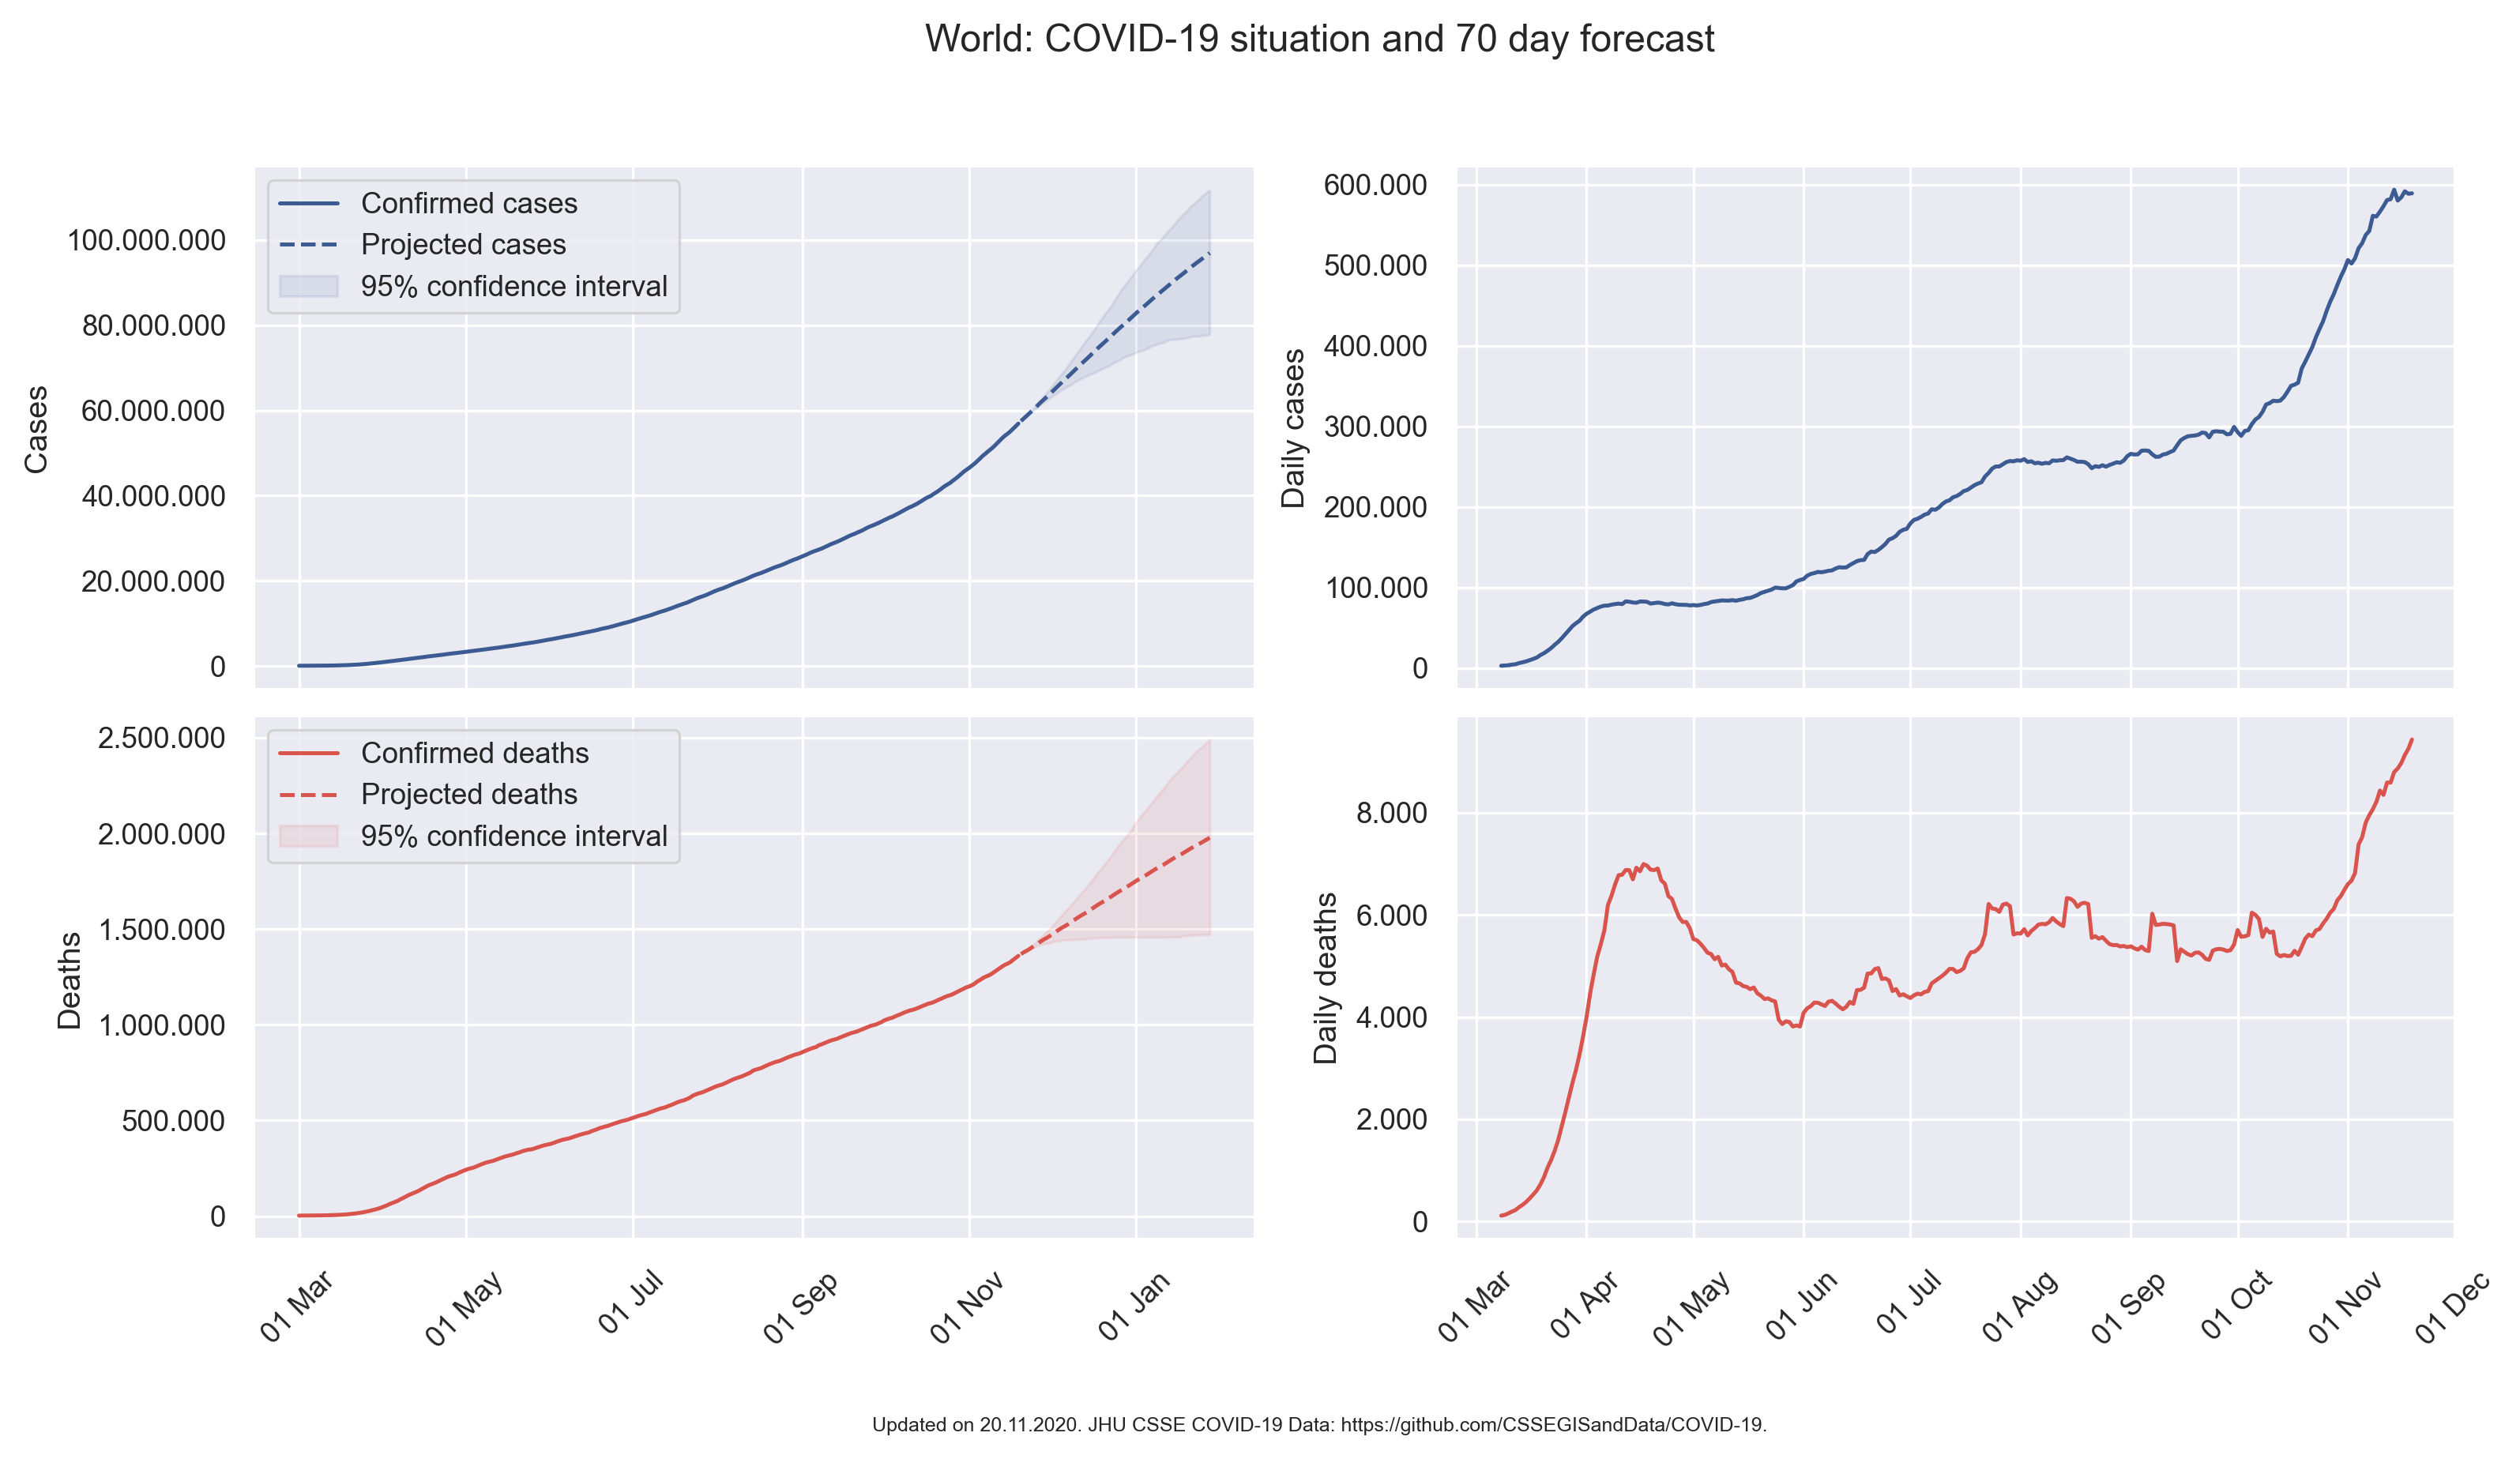 World: COVID-19 situation and 70 day forecast
Confirmed cases
Projected cases
95% confidence interval
100.000.000
80.000.000
60.000.000
40.000.000
20.000.000
0
Cases
600.000
500.000
400.000
300.000
200.000
100.000
0
Daily cases
Confirmed deaths
Projected deaths
95% confidence interval
2.500.000
2.000.000
1.500.000
1.000.000
500.000
0
Deaths
01 Mar
01 May
01 Jul
01 Sep
01 Nov
01 Jan
8.000
6.000
4.000
2.000
0
Daily deaths
01 Mar
01 Apr
01 May
01 Jun
01 Jul
01 Aug
01 Sep
01 Oct
01 Nov
01 Dec
Updated on 20.11.2020. JHU CSSE COVID-19 Data: https://github.com/CSSEGISandData/COVID-19.